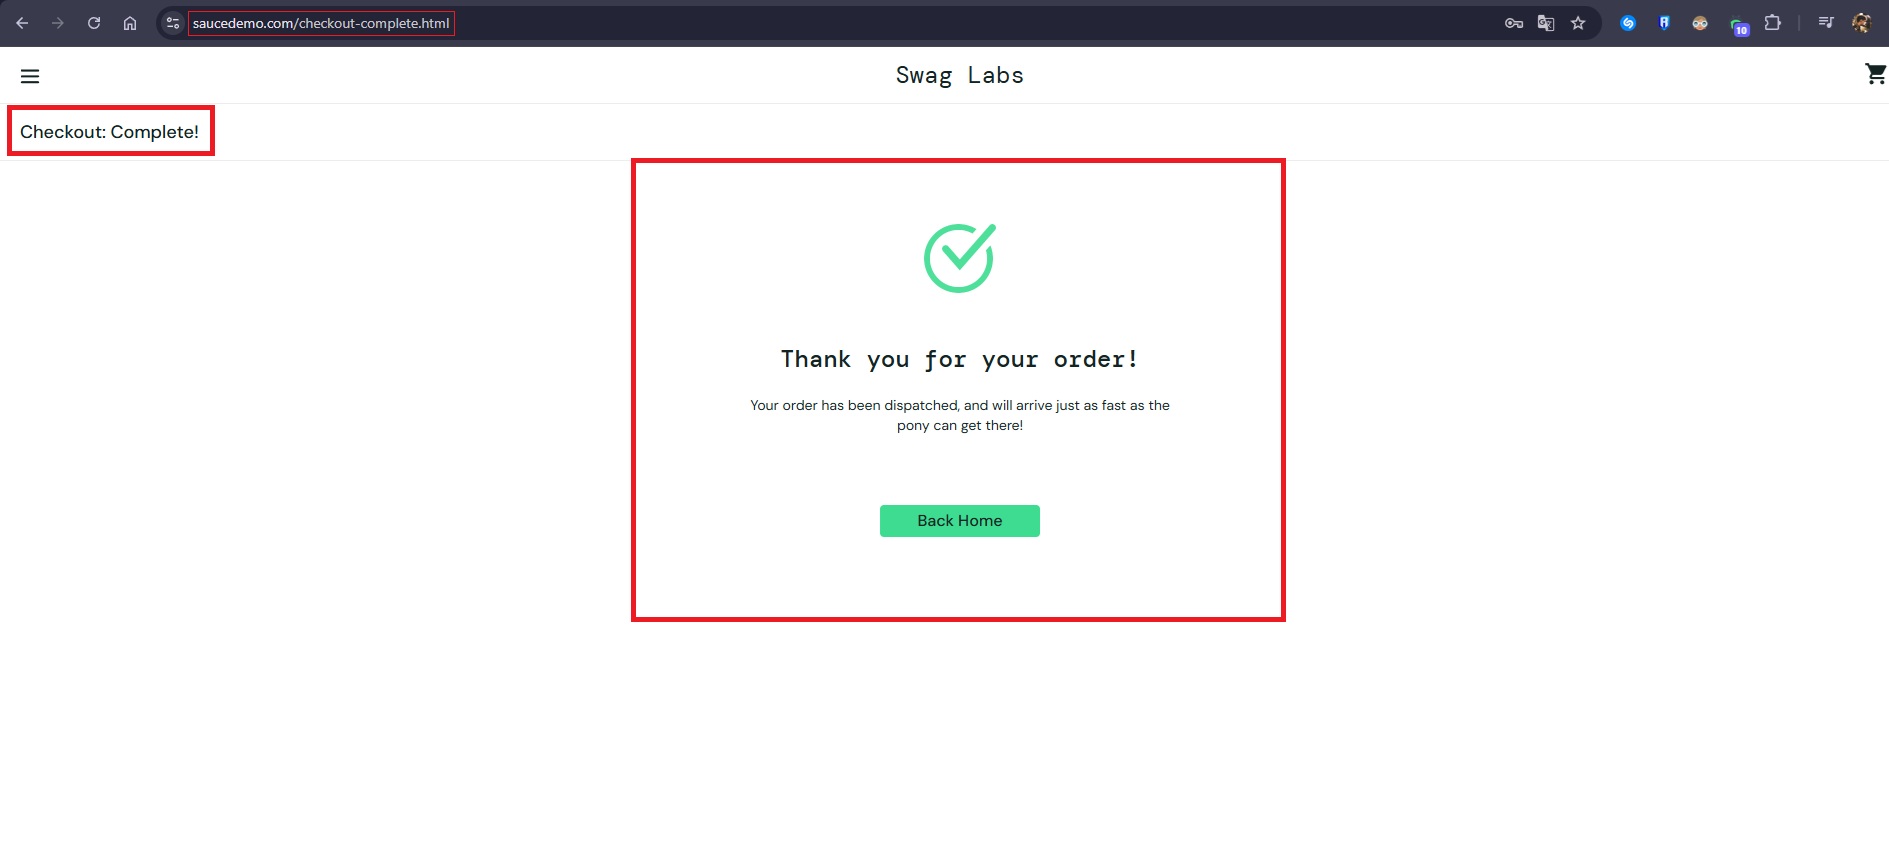 saucedemo.com/checkout-complete.html
10
Swag Labs
Checkout: Complete!
Thank you for your order!
Your order has been dispatched, and will arrive just as fast as the
pony can get there!
Back Home